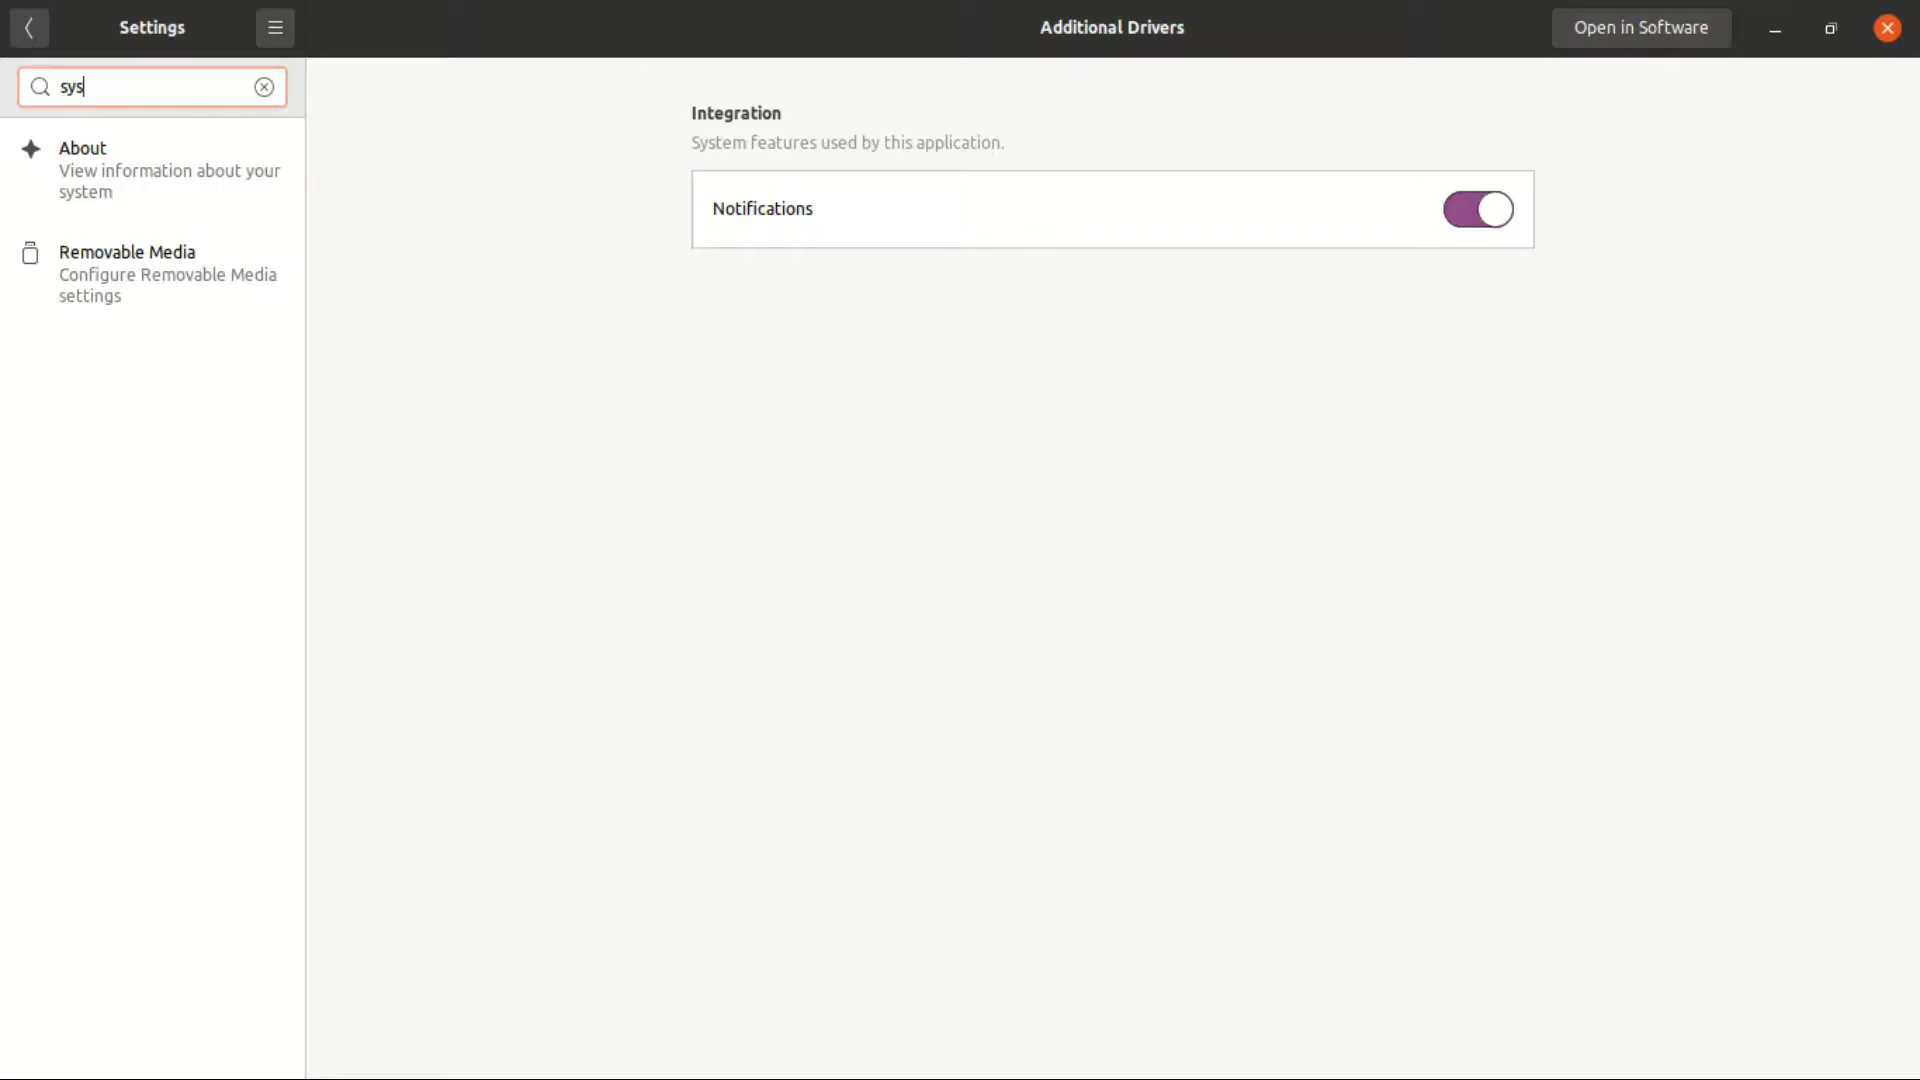 Settings
Additional Drivers
Open in Software
sys
About
View information about your
system
Removable Media
Configure Removable Media
settings
Integration
System features used by this application.
Notifications